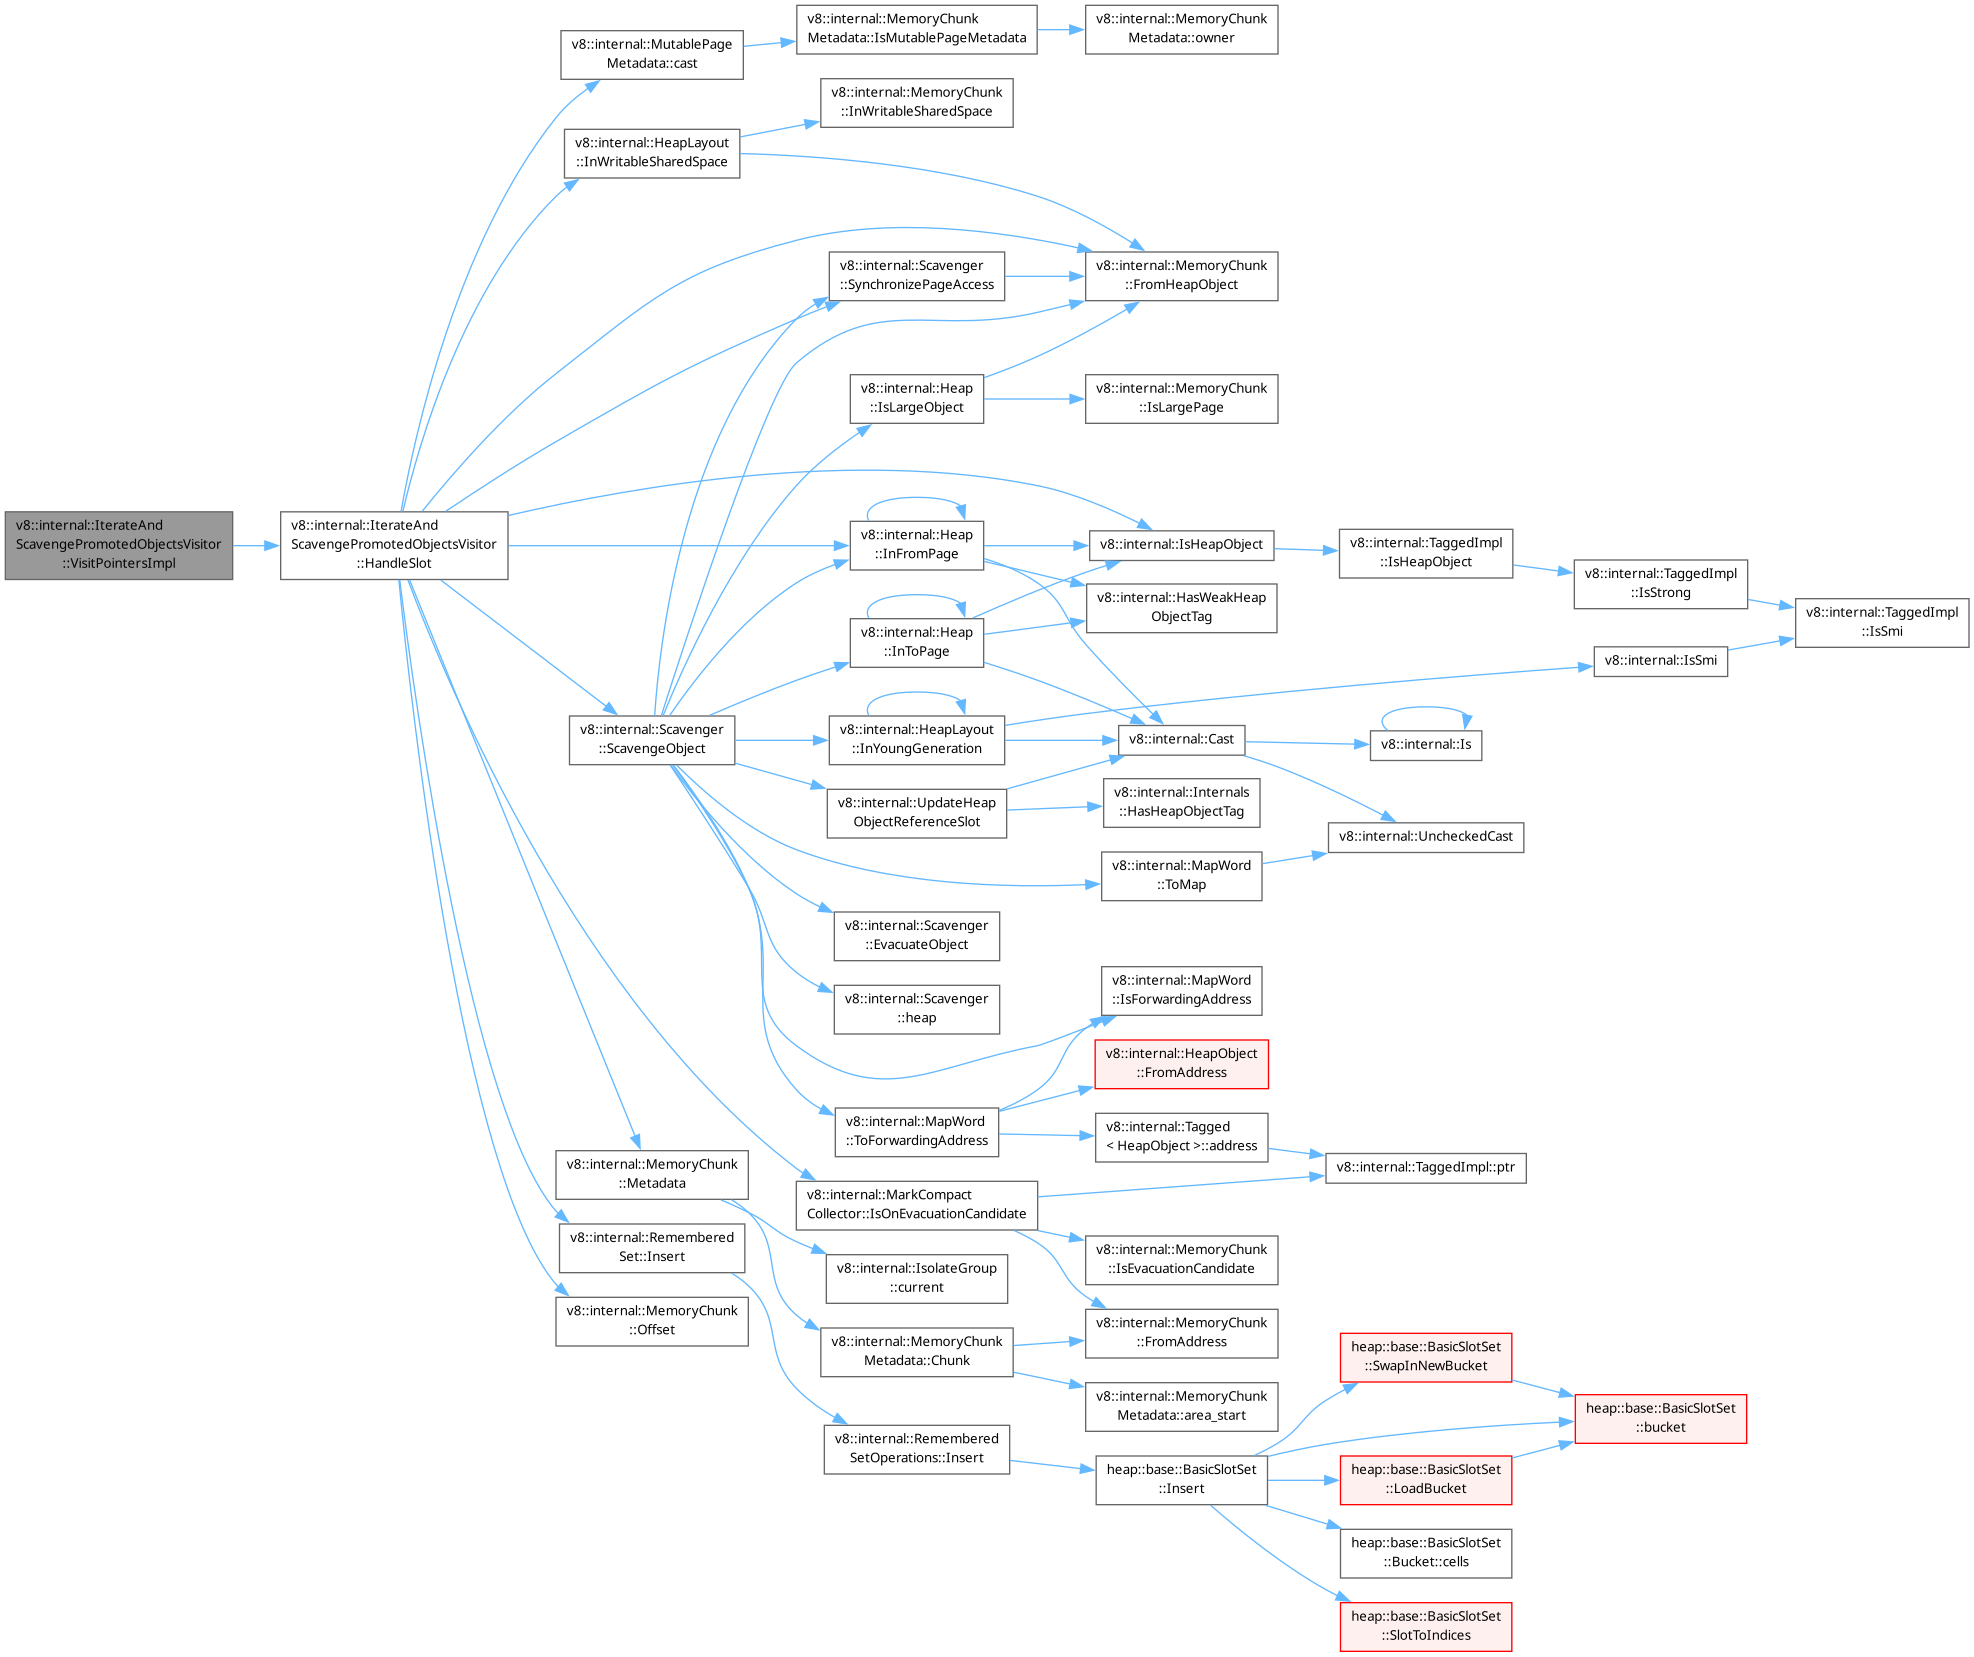 v8::internal::IterateAnd
ScavengePromotedObjectsVisitor
::VisitPointersImpl
v8::internal::IterateAnd
ScavengePromotedObjectsVisitor
::HandleSlot
v8::internal::MutablePage
Metadata::cast
v8::internal::MemoryChunk
Metadata::IsMutablePageMetadata
v8::internal::MemoryChunk
Metadata::owner
v8::internal::HeapLayout
::InWritableSharedSpace
v8::internal::MemoryChunk
::InWritableSharedSpace
v8::internal::MemoryChunk
::FromHeapObject
v8::internal::Scavenger
::SynchronizePageAccess
v8::internal::Heap
::IsLargeObject
v8::internal::MemoryChunk
::IsLargePage
v8::internal::Heap
::InFromPage
v8::internal::IsHeapObject
v8::internal::TaggedImpl
::IsHeapObject
v8::internal::TaggedImpl
::IsStrong
v8::internal::TaggedImpl
::IsSmi
v8::internal::HasWeakHeap
ObjectTag
v8::internal::Heap
::InToPage
v8::internal::IsSmi
v8::internal::Scavenger
::ScavengeObject
v8::internal::HeapLayout
::InYoungGeneration
v8::internal::Cast
v8::internal::Is
v8::internal::UpdateHeap
ObjectReferenceSlot
v8::internal::Internals
::HasHeapObjectTag
v8::internal::UncheckedCast
v8::internal::MapWord
::ToMap
v8::internal::Scavenger
::EvacuateObject
v8::internal::Scavenger
::heap
v8::internal::MapWord
::IsForwardingAddress
v8::internal::HeapObject
::FromAddress
v8::internal::MapWord
::ToForwardingAddress
v8::internal::Tagged
< HeapObject >::address
v8::internal::TaggedImpl::ptr
v8::internal::MemoryChunk
::Metadata
v8::internal::MarkCompact
Collector::IsOnEvacuationCandidate
v8::internal::Remembered
Set::Insert
v8::internal::MemoryChunk
::IsEvacuationCandidate
v8::internal::IsolateGroup
::current
v8::internal::MemoryChunk
::Offset
v8::internal::MemoryChunk
::FromAddress
v8::internal::MemoryChunk
Metadata::Chunk
v8::internal::MemoryChunk
Metadata::area_start
v8::internal::Remembered
SetOperations::Insert
heap::base::BasicSlotSet
::Insert
heap::base::BasicSlotSet
::SwapInNewBucket
heap::base::BasicSlotSet
::bucket
heap::base::BasicSlotSet
::LoadBucket
heap::base::BasicSlotSet
::Bucket::cells
heap::base::BasicSlotSet
::SlotToIndices